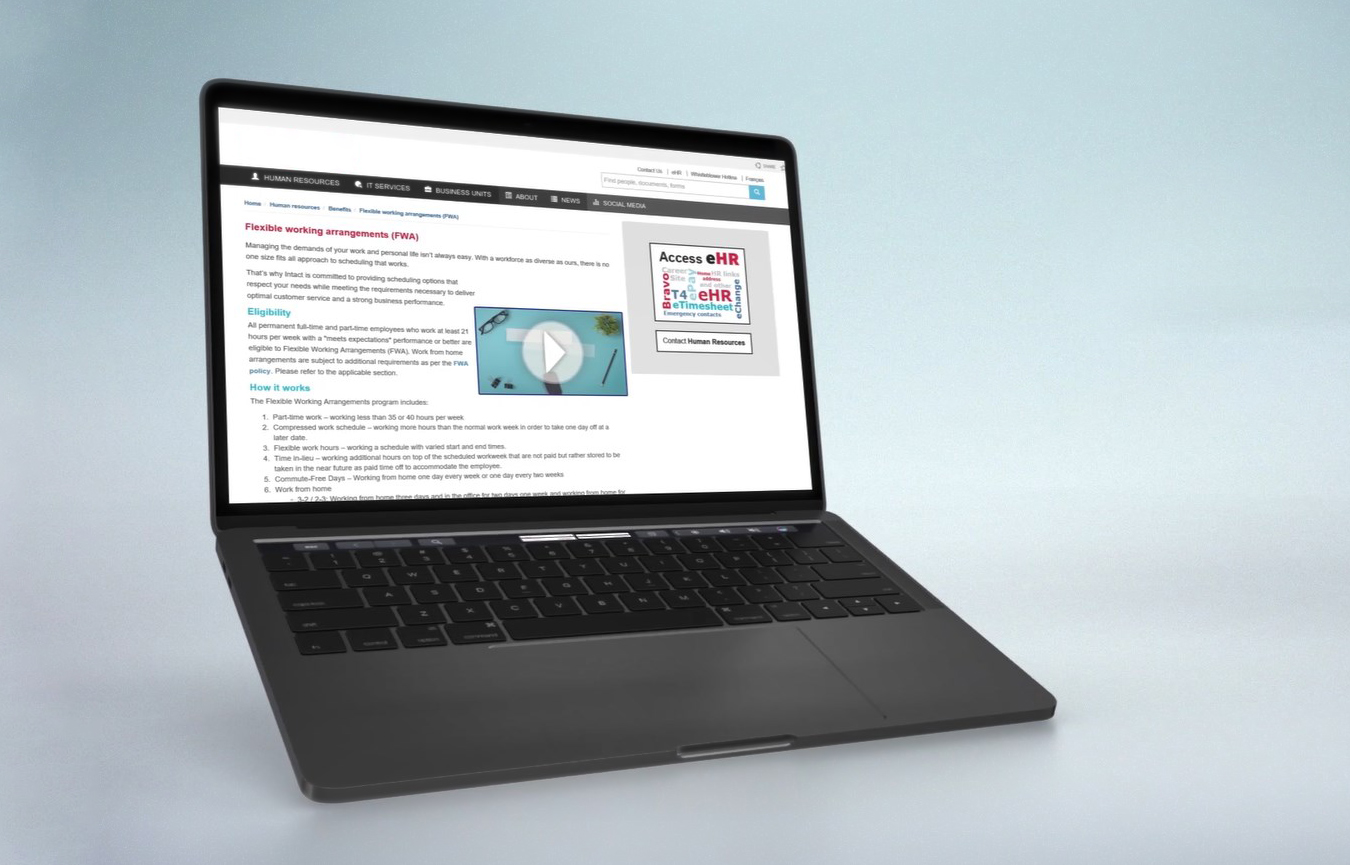 Contact Us | eHR | Whistleblower Hotline | Français
Find people, documents, forms
HUMAN RESOURCES IT SERVICES BUSINESS UNITS ABOUT NEWS SOCIAL MEDIA
Home Human resources Benefits Flexible working arrangements (FWA)
Flexible working arrangements (FWA)
Managing the demands of your work and personal life isn't always easy. With a workforce as diverse as ours, there is no
one size fits all approach to scheduling that works.
That's why Intact is committed to providing scheduling options that
respect your needs while meeting the requirements necessary to deliver
optimal customer service and a strong business performance.
Eligibility
All permanent full-time and part-time employees who work at least 21
hours per week with a "meets expectations" performance or better are
eligible to Flexible Working Arrangements (FWA). Work from home
arrangements are subject to additional requirements as per the FWA
policy. Please refer to the applicable section.
How it works
The Flexible Working Arrangements program includes:
1. Part-time work – working less than 35 or 40 hours per week
2. Compressed work schedule – working more hours than the normal work week in order to take one day off at a
later date.
3. Flexible work hours – working a schedule with varied start and end times.
4. Time in-lieu – working additional hours on top of the scheduled workweek that are not paid but rather stored to be
taken in the near future as paid time off to accommodate the employee.
5. Commute-Free Days – Working from home one day every week or one day every two weeks
6. Work from home
- 3-2 / 2-3: Working from home three days and in the office for two days one week and working from home for
Access eHR
Career Site
Home address
HR links
and other
Bravo
ePay
T4
eHR
eChange
eTimesheet
Emergency contacts
Contact Human Resources
Q W E R T Y U I O P
A S D F G H J K L
Z X C V B N M
fn control option command